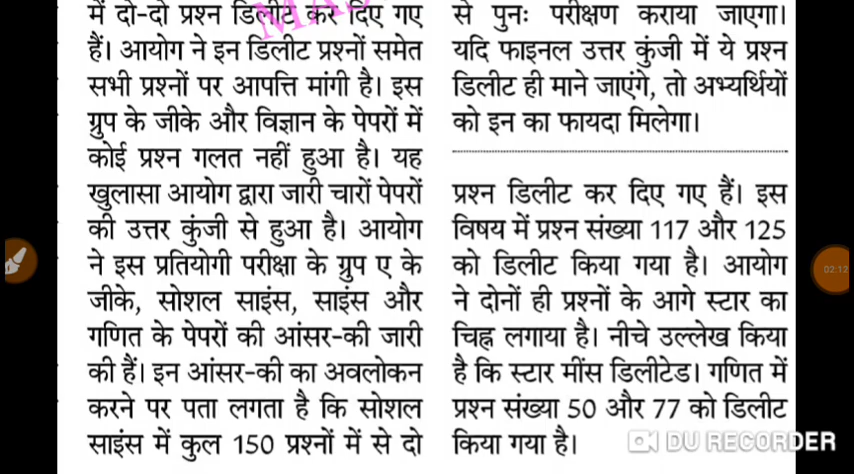 में दो-दो प्रश्न डिलीट कर दिए गए
हैं। आयोग ने इन डिलीट प्रश्नों समेत
सभी प्रश्नों पर आपत्ति मांगी है। इस
ग्रुप के जीके और विज्ञान के पेपरों में
कोई प्रश्न गलत नहीं हुआ है। यह
खुलासा आयोग द्वारा जारी चारों पेपरों
की उत्तर कुंजी से हुआ है। आयोग
ने इस प्रतियोगी परीक्षा के ग्रुप ए के
जीके, सोशल साइंस, साइंस और
गणित के पेपरों की आंसर-की जारी
की हैं। इन आंसर-की का अवलोकन
करने पर पता लगता है कि सोशल
साइंस में कुल 150 प्रश्नों में से दो
से पुनः परीक्षण कराया जाएगा।
यदि फाइनल उत्तर कुंजी में ये प्रश्न
डिलीट ही माने जाएंगे, तो अभ्यर्थियों
को इन का फायदा मिलेगा।
प्रश्न डिलीट कर दिए गए हैं। इस
विषय में प्रश्न संख्या 117 और 125
को डिलीट किया गया है। आयोग
ने दोनों ही प्रश्नों के आगे स्टार का
चिह्न लगाया है। नीचे उल्लेख किया
है कि स्टार मींस डिलीटेड। गणित में
प्रश्न संख्या 50 और 77 को डिलीट
किया गया है।
02:12
DU RECORDER